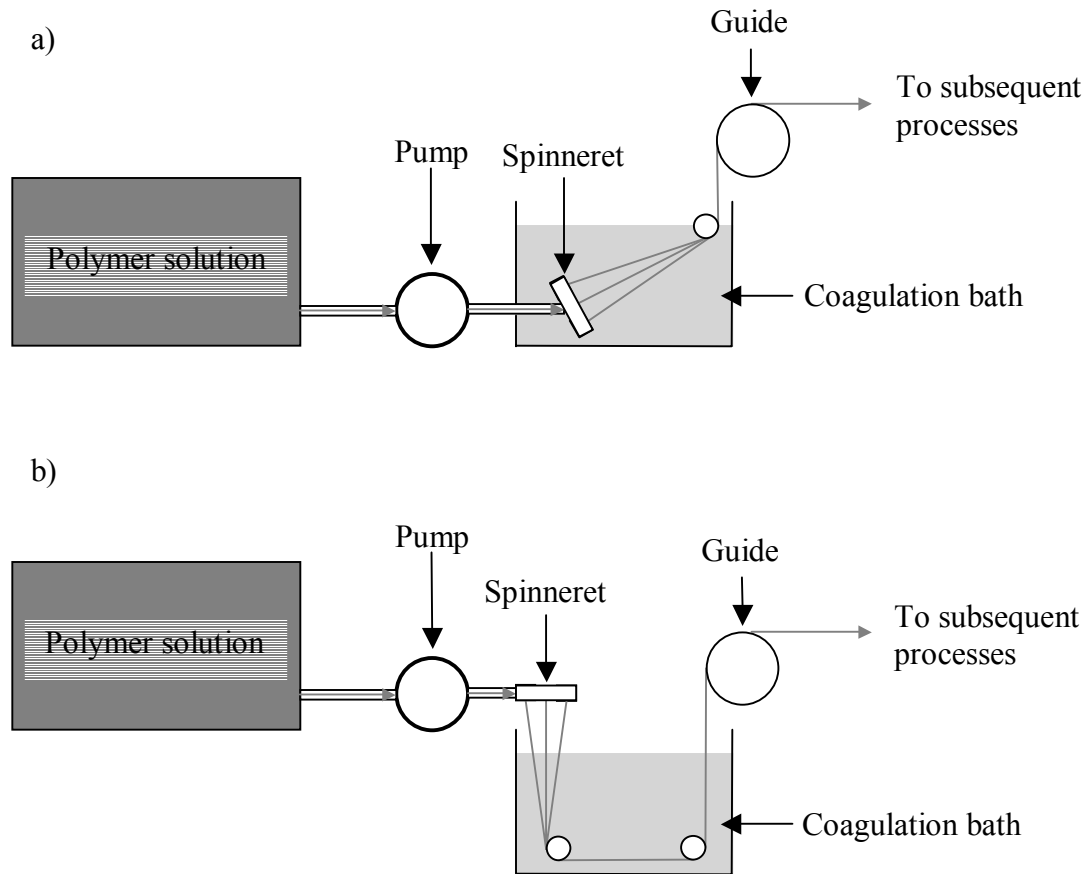 a)
Guide
To subsequent
processes
Pump
Spinneret
Polymer solution
Coagulation bath
b)
Pump
Guide
Spinneret
To subsequent
processes
Polymer solution
Coagulation bath